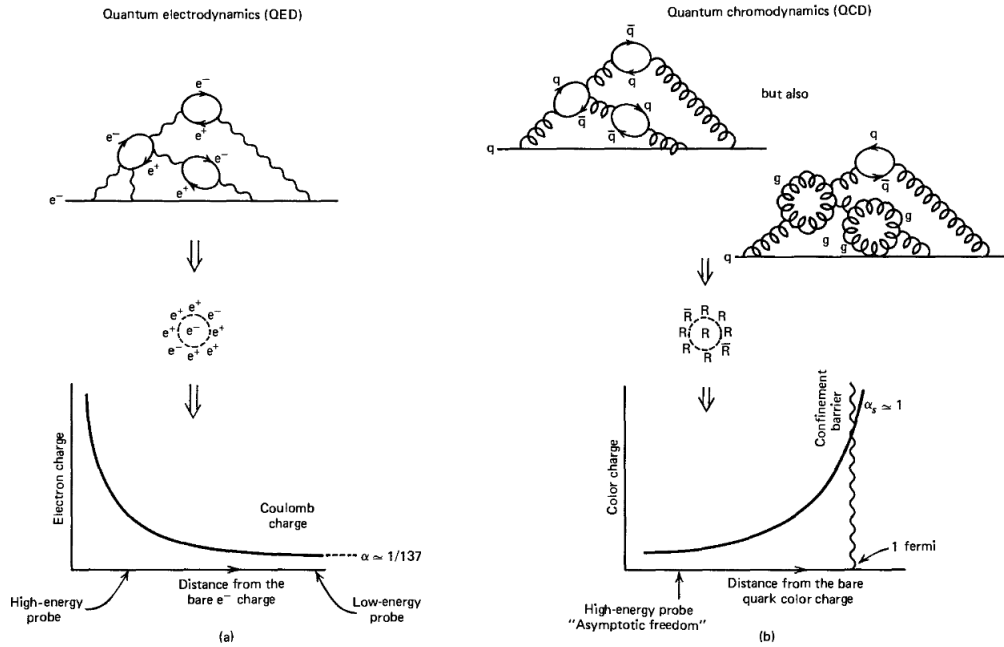 Quantum electrodynamics (QED)
e⁻
e⁺
e⁻
e⁺
e⁻
e⁺
e⁻
e⁺ e⁺ e⁻
e⁺ e⁻ e⁺
e⁻ e⁺ e⁺
Electron charge
Coulomb
charge
α ≃ 1/137
Distance from the
bare e⁻ charge
High-energy
probe
Low-energy
probe
(a)
Quantum chromodynamics (QCD)
q̅
q
q
q̅
q
q̅
q
but also
q
q̅
g
g
g
g
q
R̅ R R
R R R
R R R̅
Color charge
Confinement
barrier
αₛ ≃ 1
1 fermi
Distance from the bare
quark color charge
High-energy probe
"Asymptotic freedom"
(b)